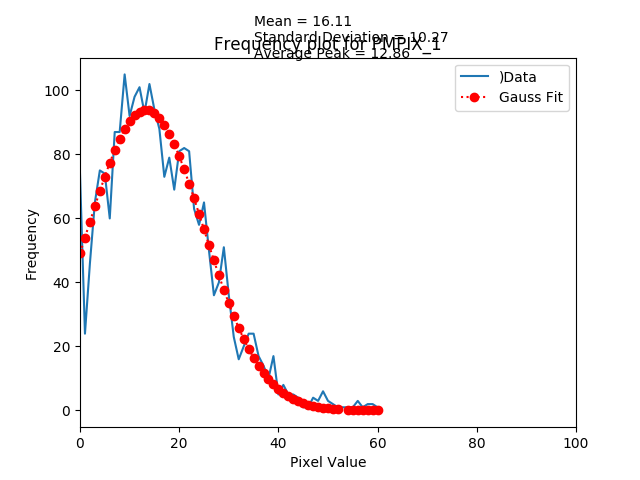 Mean = 16.11
Standard Deviation = 10.27
Frequency plot for PMPIX_1
Average Peak = 12.86
)Data
Gauss Fit
100
80
60
40
20
0
Frequency
0 20 40 60 80 100
Pixel Value